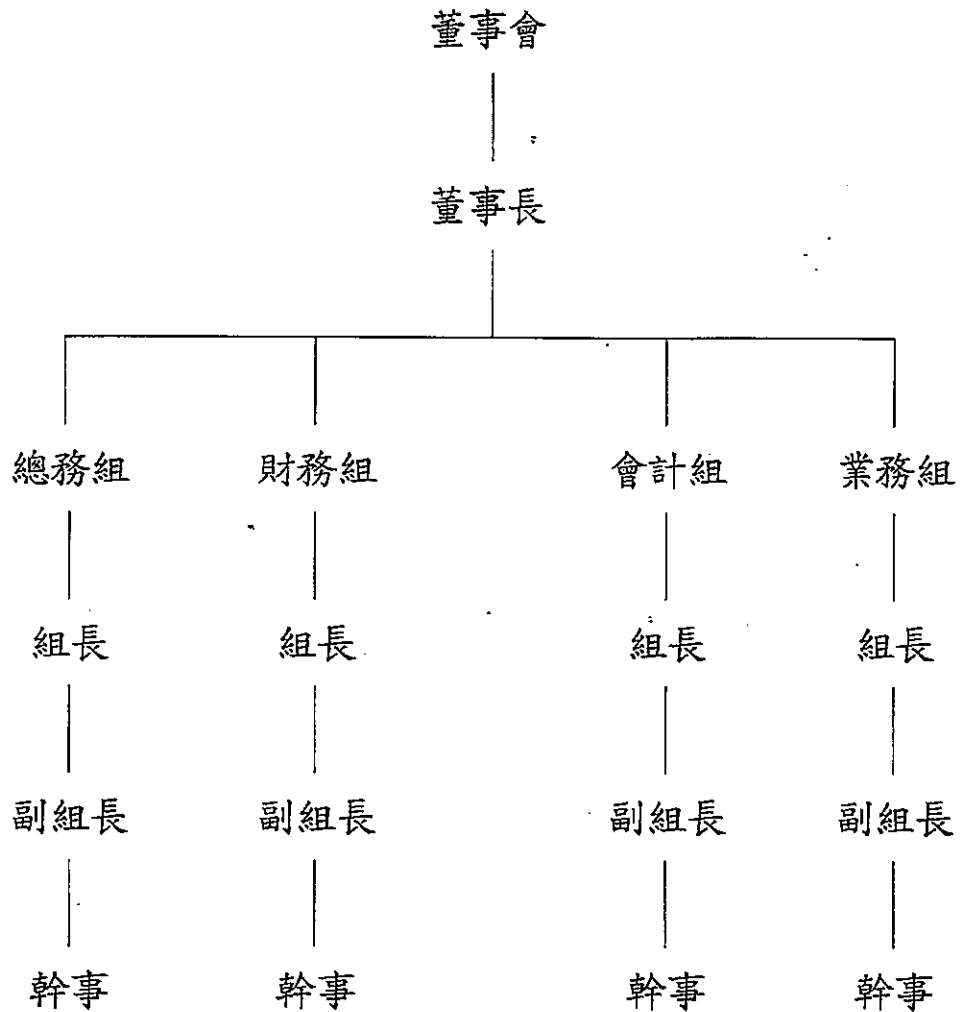 董事會
董事長
總務組 財務組 會計組 業務組
組長 組長 組長 組長
副組長 副組長 副組長 副組長
幹事 幹事 幹事 幹事